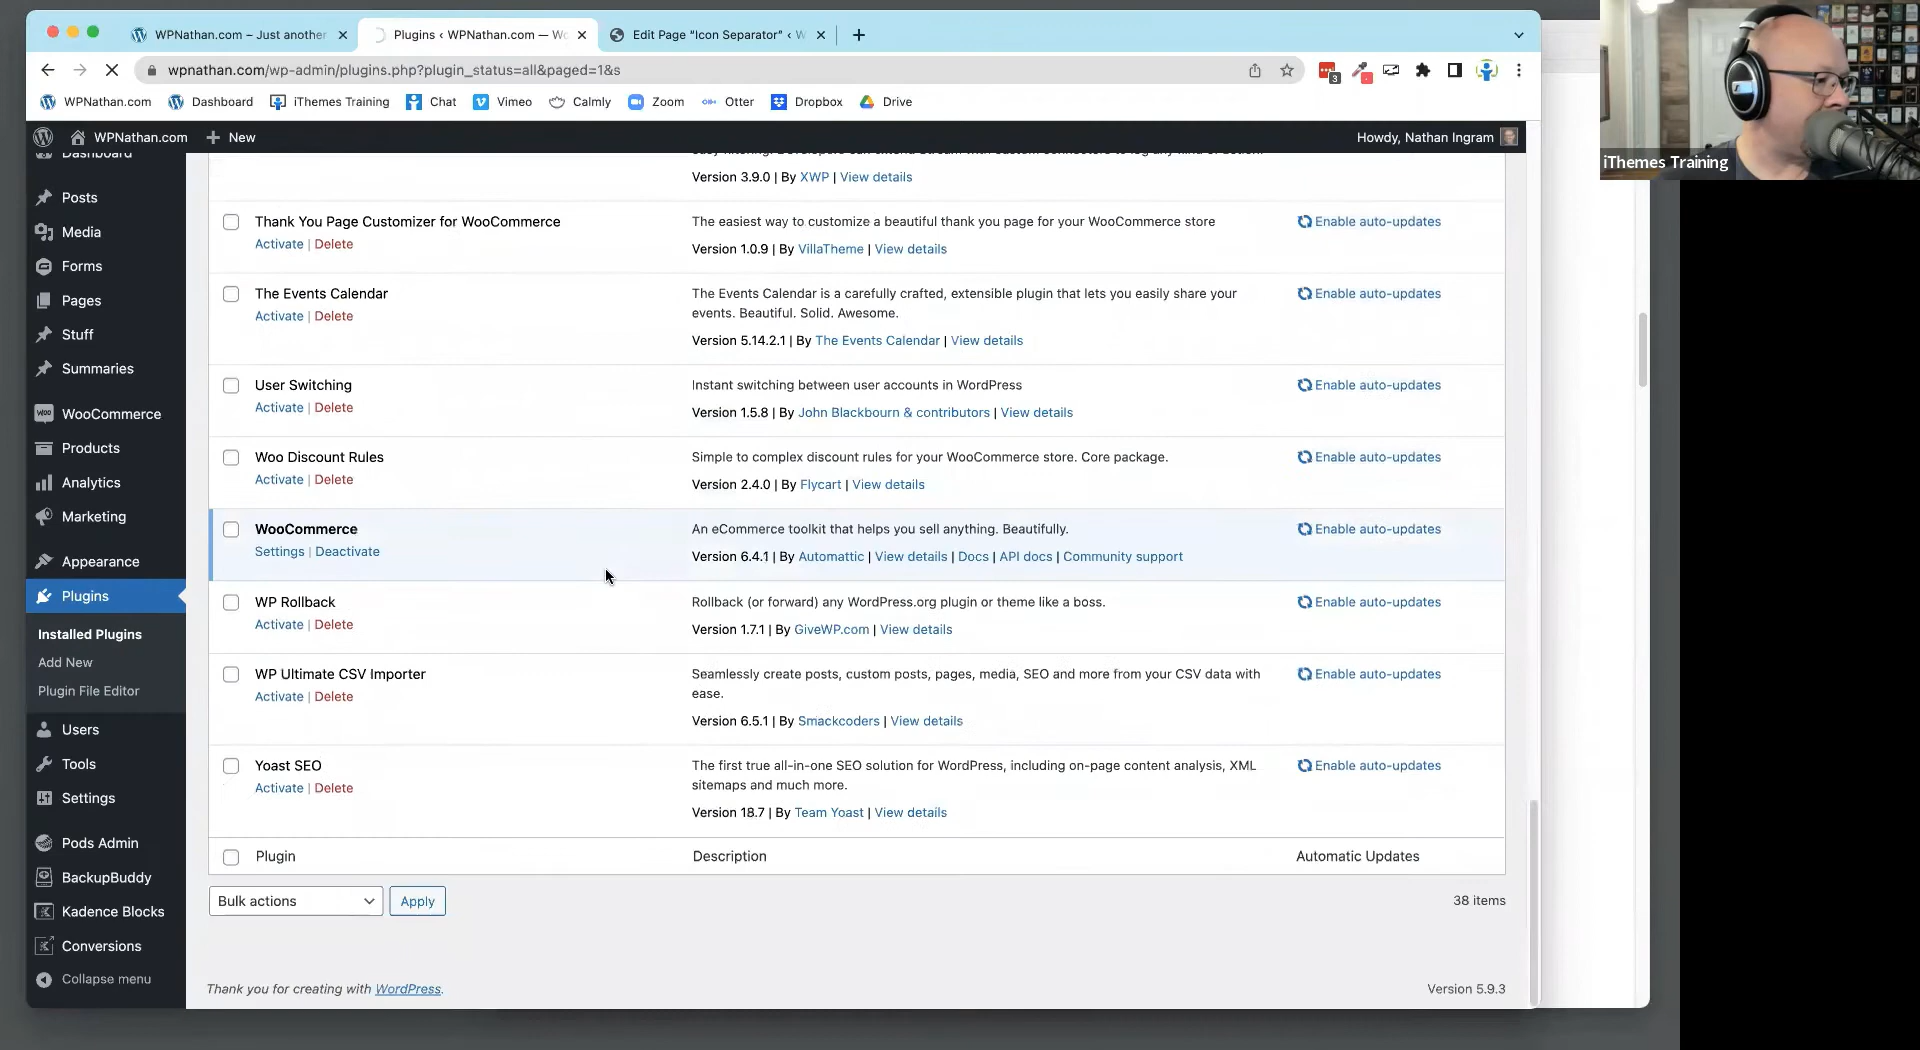 WPNathan.com – Just another
Plugins ‹ WPNathan.com — Wo
Edit Page "Icon Separator" ‹ W
wpnathan.com/wp-admin/plugins.php?plugin_status=all&paged=1&s
3
WPNathan.com
Dashboard
iThemes Training
Chat
Vimeo
Calmly
Zoom
Otter
Dropbox
Drive
WPNathan.com
New
Howdy, Nathan Ingram
iThemes Training
Dashboard
Posts
Media
Forms
Pages
Stuff
Summaries
WooCommerce
Products
Analytics
Marketing
Appearance
Plugins
Installed Plugins
Add New
Plugin File Editor
Users
Tools
Settings
Pods Admin
BackupBuddy
Kadence Blocks
Conversions
Collapse menu
Version 3.9.0 | By XWP | View details
Thank You Page Customizer for WooCommerce
Activate | Delete
The easiest way to customize a beautiful thank you page for your WooCommerce store
Version 1.0.9 | By VillaTheme | View details
Enable auto-updates
The Events Calendar
Activate | Delete
The Events Calendar is a carefully crafted, extensible plugin that lets you easily share your
events. Beautiful. Solid. Awesome.
Version 5.14.2.1 | By The Events Calendar | View details
Enable auto-updates
User Switching
Activate | Delete
Instant switching between user accounts in WordPress
Version 1.5.8 | By John Blackbourn & contributors | View details
Enable auto-updates
Woo Discount Rules
Activate | Delete
Simple to complex discount rules for your WooCommerce store. Core package.
Version 2.4.0 | By Flycart | View details
Enable auto-updates
WooCommerce
Settings | Deactivate
An eCommerce toolkit that helps you sell anything. Beautifully.
Version 6.4.1 | By Automattic | View details | Docs | API docs | Community support
Enable auto-updates
WP Rollback
Activate | Delete
Rollback (or forward) any WordPress.org plugin or theme like a boss.
Version 1.7.1 | By GiveWP.com | View details
Enable auto-updates
WP Ultimate CSV Importer
Activate | Delete
Seamlessly create posts, custom posts, pages, media, SEO and more from your CSV data with
ease.
Version 6.5.1 | By Smackcoders | View details
Enable auto-updates
Yoast SEO
Activate | Delete
The first true all-in-one SEO solution for WordPress, including on-page content analysis, XML
sitemaps and much more.
Version 18.7 | By Team Yoast | View details
Enable auto-updates
Plugin
Description
Automatic Updates
Bulk actions
Apply
38 items
Thank you for creating with WordPress.
Version 5.9.3